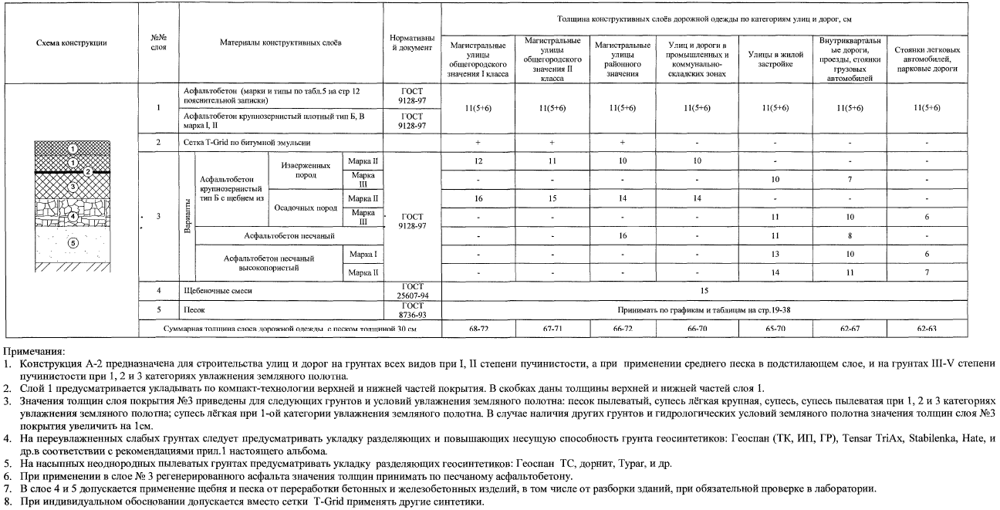 Схема конструкции
№№ слоя
Материалы конструктивных слоёв
Нормативны й документ
Толщина конструктивных слоёв дорожной одежды по категориям улиц и дорог, см
Магистральные улицы общегородского значения I класса
Магистральные улицы общегородского значения II класса
Магистральные улицы районного значения
Улиц и дороги в промышленных и коммунально-складских зонах
Улицы в жилой застройке
Внутриквартальные дороги, проезды, стоянки грузовых автомобилей
Стоянки легковых автомобилей, парковые дороги
1
1
2
3
4
5
1
Асфальтобетон (марки и типы по табл.5 на стр 12 пояснительной записки)
ГОСТ 9128-97
Асфальтобетон крупнозернистый плотный тип Б, В марка I, II
ГОСТ 9128-97
11(5+6) 11(5+6) 11(5+6) 11(5+6) 11(5+6) 11(5+6) 11(5+6)
2 Сетка T-Grid по битумной эмульсии + + + - - - -
3
Варианты
Асфальтобетон крупнозернистый тип Б с щебнем из
ГОСТ 9128-97
Изверженных пород
Марка II 12 11 10 10 - - -
Марка III - - - - 10 7 -
Осадочных пород
Марка II 16 15 14 14 - - -
Марка III - - - - 11 10 6
Асфальтобетон песчаный - - 16 - 11 8 -
Асфальтобетон песчаный высокопористый
Марка I - - - - 13 10 6
Марка II - - - - 14 11 7
4 Щебеночные смеси ГОСТ 25607-94 15
5 Песок ГОСТ 8736-93 Принимать по графикам и таблицам на стр.19-38
Суммарная толщина слоев дорожной одежды с песком толщиной 30 см 68-72 67-71 66-72 66-70 65-70 62-67 62-63
Примечания:
1. Конструкция А-2 предназначена для строительства улиц и дорог на грунтах всех видов при I, II степени пучинистости, а при применении среднего песка в подстилающем слое, и на грунтах III-V степени
пучинистости при 1, 2 и 3 категориях увлажнения земляного полотна.
2. Слой 1 предусматривается укладывать по компакт-технологии верхней и нижней частей покрытия. В скобках даны толщины верхней и нижней частей слоя 1.
3. Значения толщин слоя покрытия №3 приведены для следующих грунтов и условий увлажнения земляного полотна: песок пылеватый, супесь лёгкая крупная, супесь, супесь пылеватая при 1, 2 и 3 категориях
увлажнения земляного полотна; супесь лёгкая при 1-ой категории увлажнения земляного полотна. В случае наличия других грунтов и гидрологических условий земляного полотна значения толщин слоя №3
покрытия увеличить на 1см.
4. На переувлажненных слабых грунтах следует предусматривать укладку разделяющих и повышающих несущую способность грунта геосинтетиков: Геоспан (ТК, ИП, ГР), Tensar TriAx, Stabilenka, Hate, и
др.в соответствии с рекомендациями прил.1 настоящего альбома.
5. На насыпных неоднородных пылеватых грунтах предусматривать укладку разделяющих геосинтетиков: Геоспан ТС, дорнит, Typar, и др.
6. При применении в слое № 3 регенерированного асфальта значения толщин принимать по песчаному асфальтобетону.
7. В слое 4 и 5 допускается применение щебня и песка от переработки бетонных и железобетонных изделий, в том числе от разборки зданий, при обязательной проверке в лаборатории.
8. При индивидуальном обосновании допускается вместо сетки T-Grid применять другие синтетики.